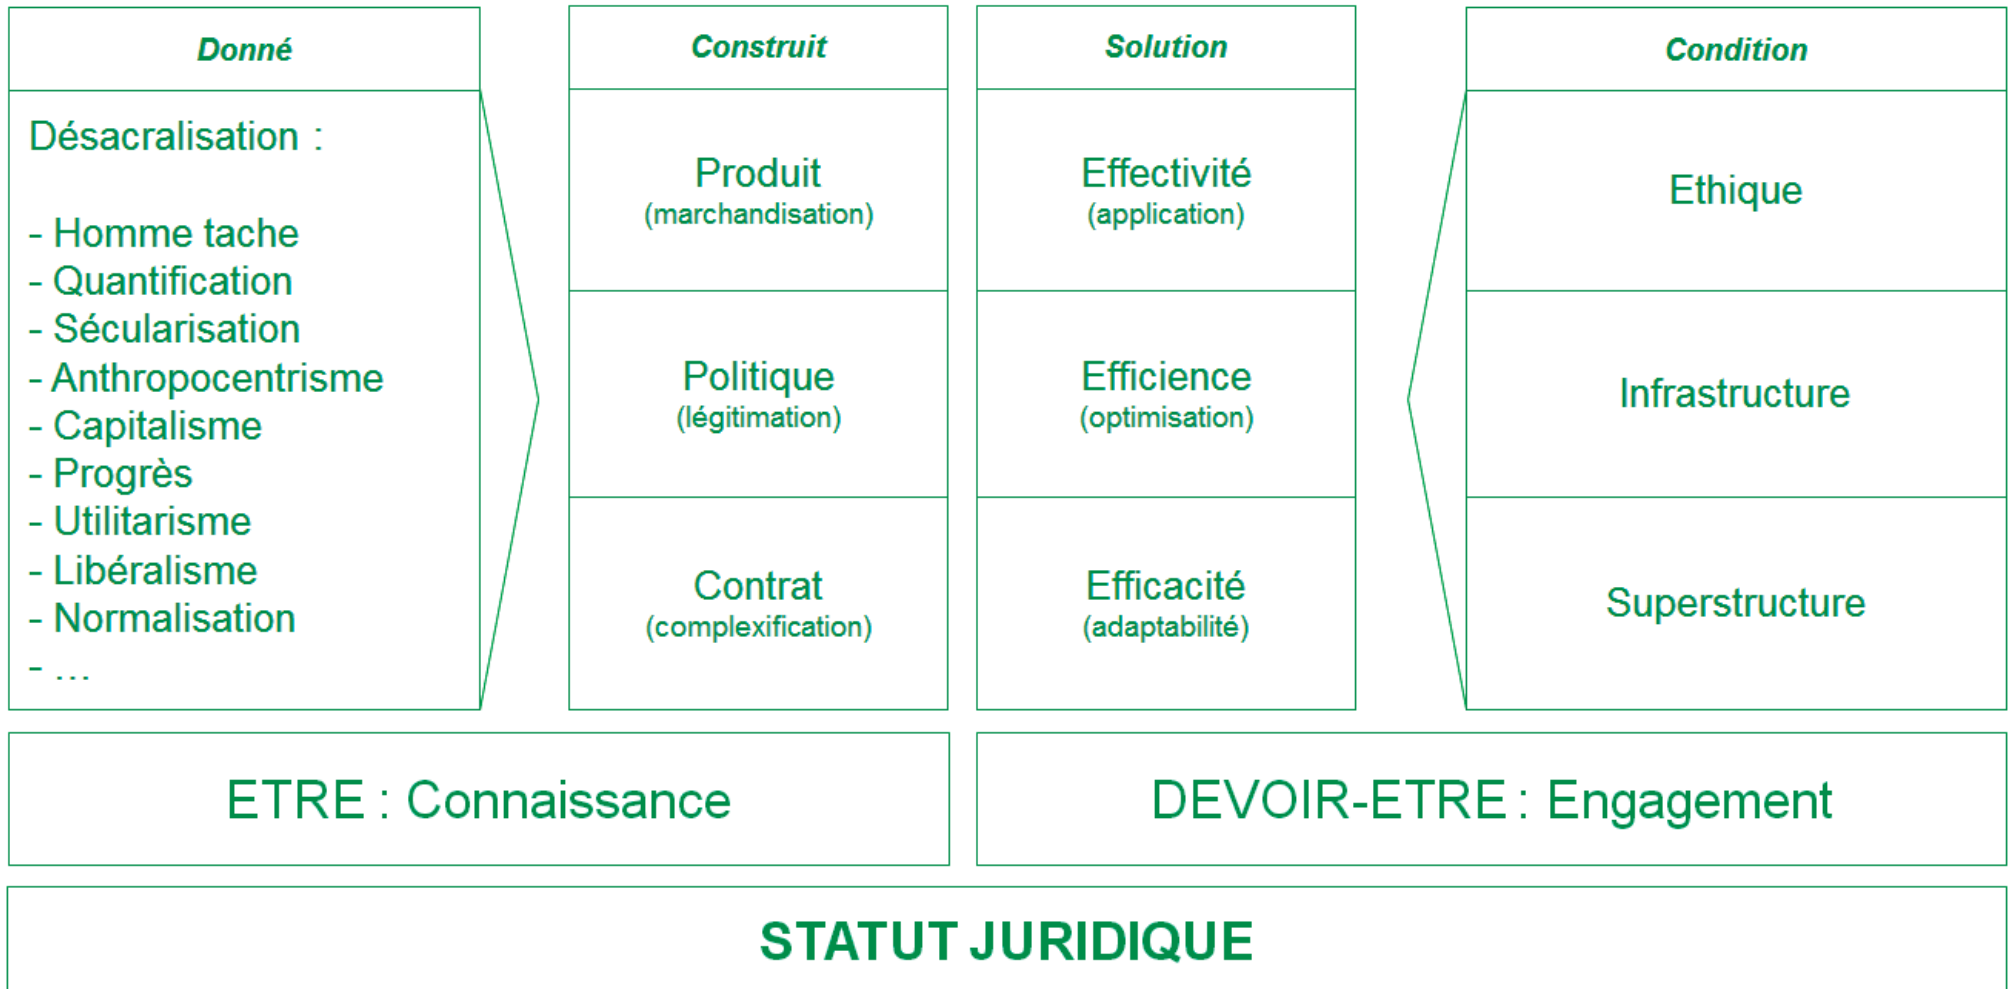 Donné
Désacralisation :
- Homme tache
- Quantification
- Sécularisation
- Anthropocentrisme
- Capitalisme
- Progrès
- Utilitarisme
- Libéralisme
- Normalisation
- ...
Construit
Produit
(marchandisation)
Politique
(légitimation)
Contrat
(complexification)
Solution
Effectivité
(application)
Efficience
(optimisation)
Efficacité
(adaptabilité)
Condition
Ethique
Infrastructure
Superstructure
ETRE : Connaissance
DEVOIR-ETRE : Engagement
STATUT JURIDIQUE